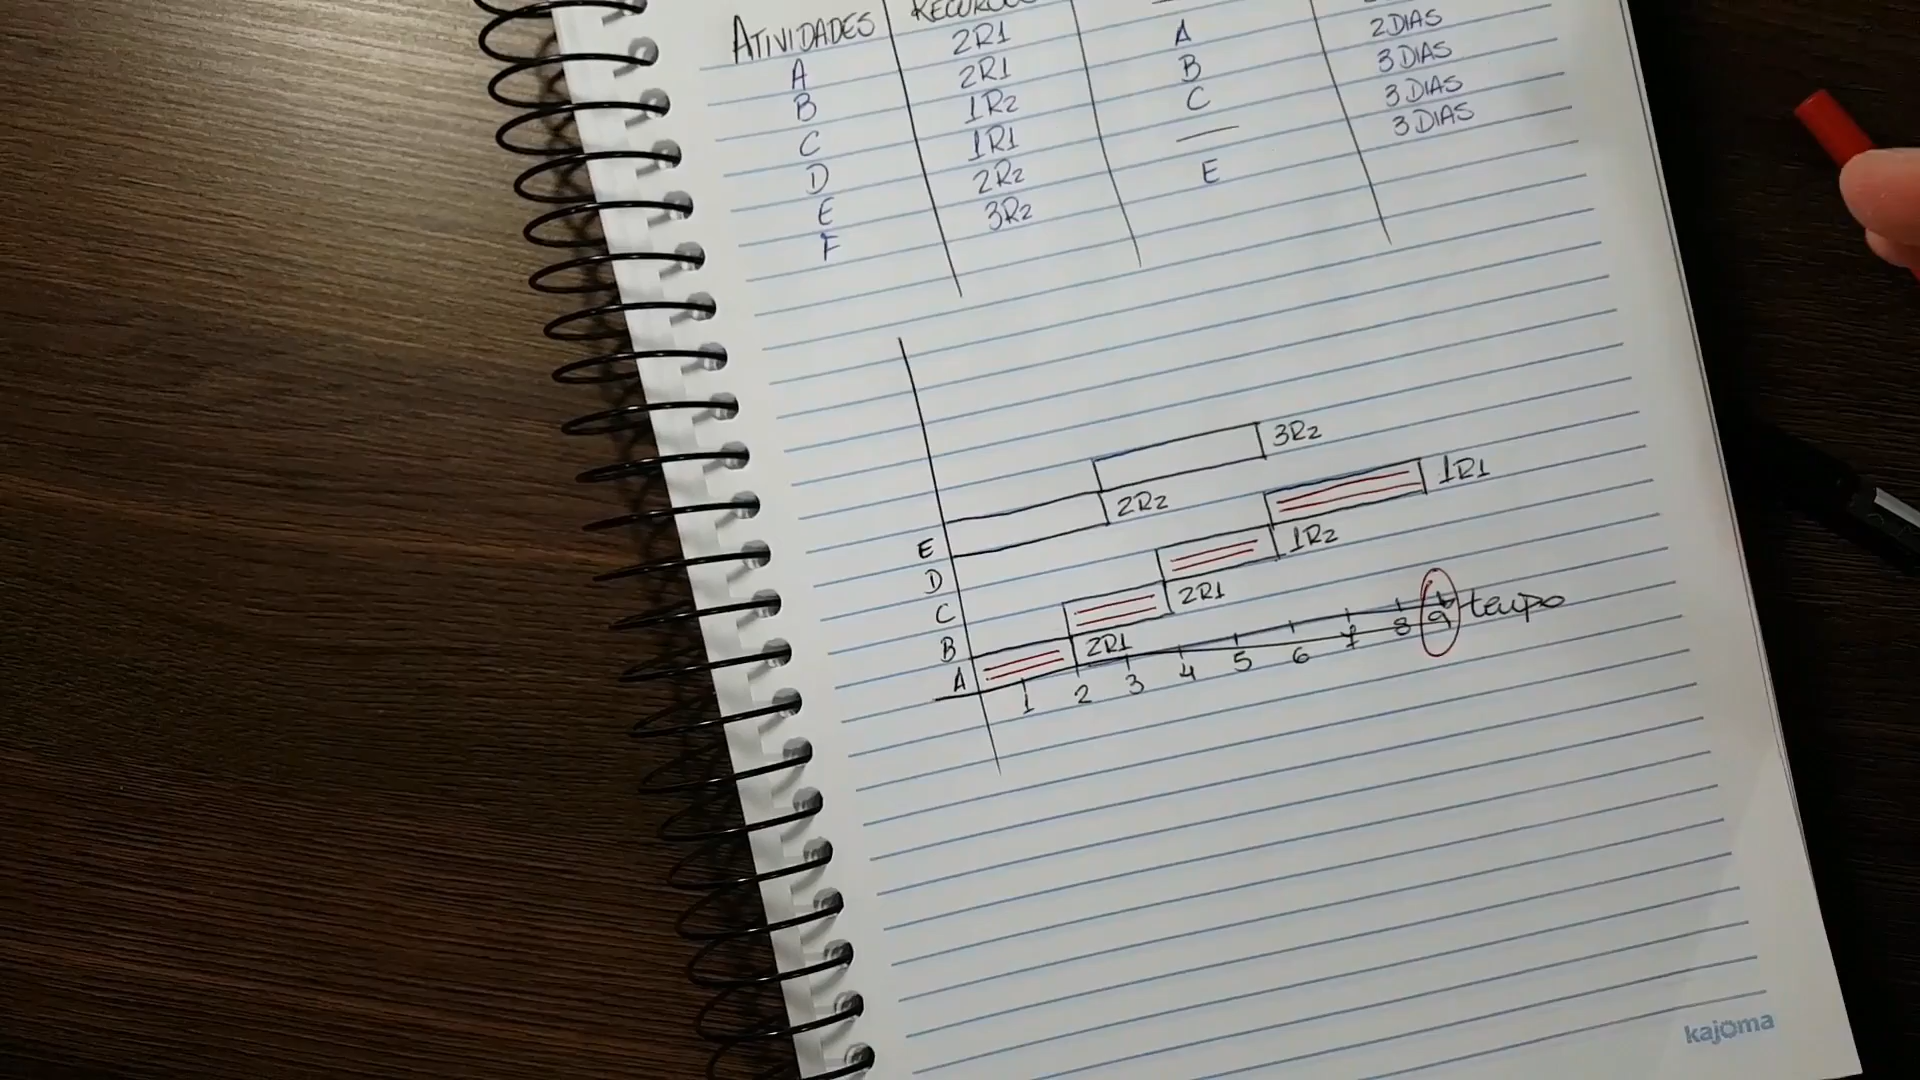 ATIVIDADES
A
B
C
D
E
F
2R1
2R1
1R2
1R1
2R2
3R2
A
B
C
E
2 DIAS
3 DIAS
3 DIAS
3 DIAS
3R2
1R1
2R2
1R2
2R1
2R1
E
D
C
B
A
1 2 3 4 5 6 7 8 9 tempo
kajoma